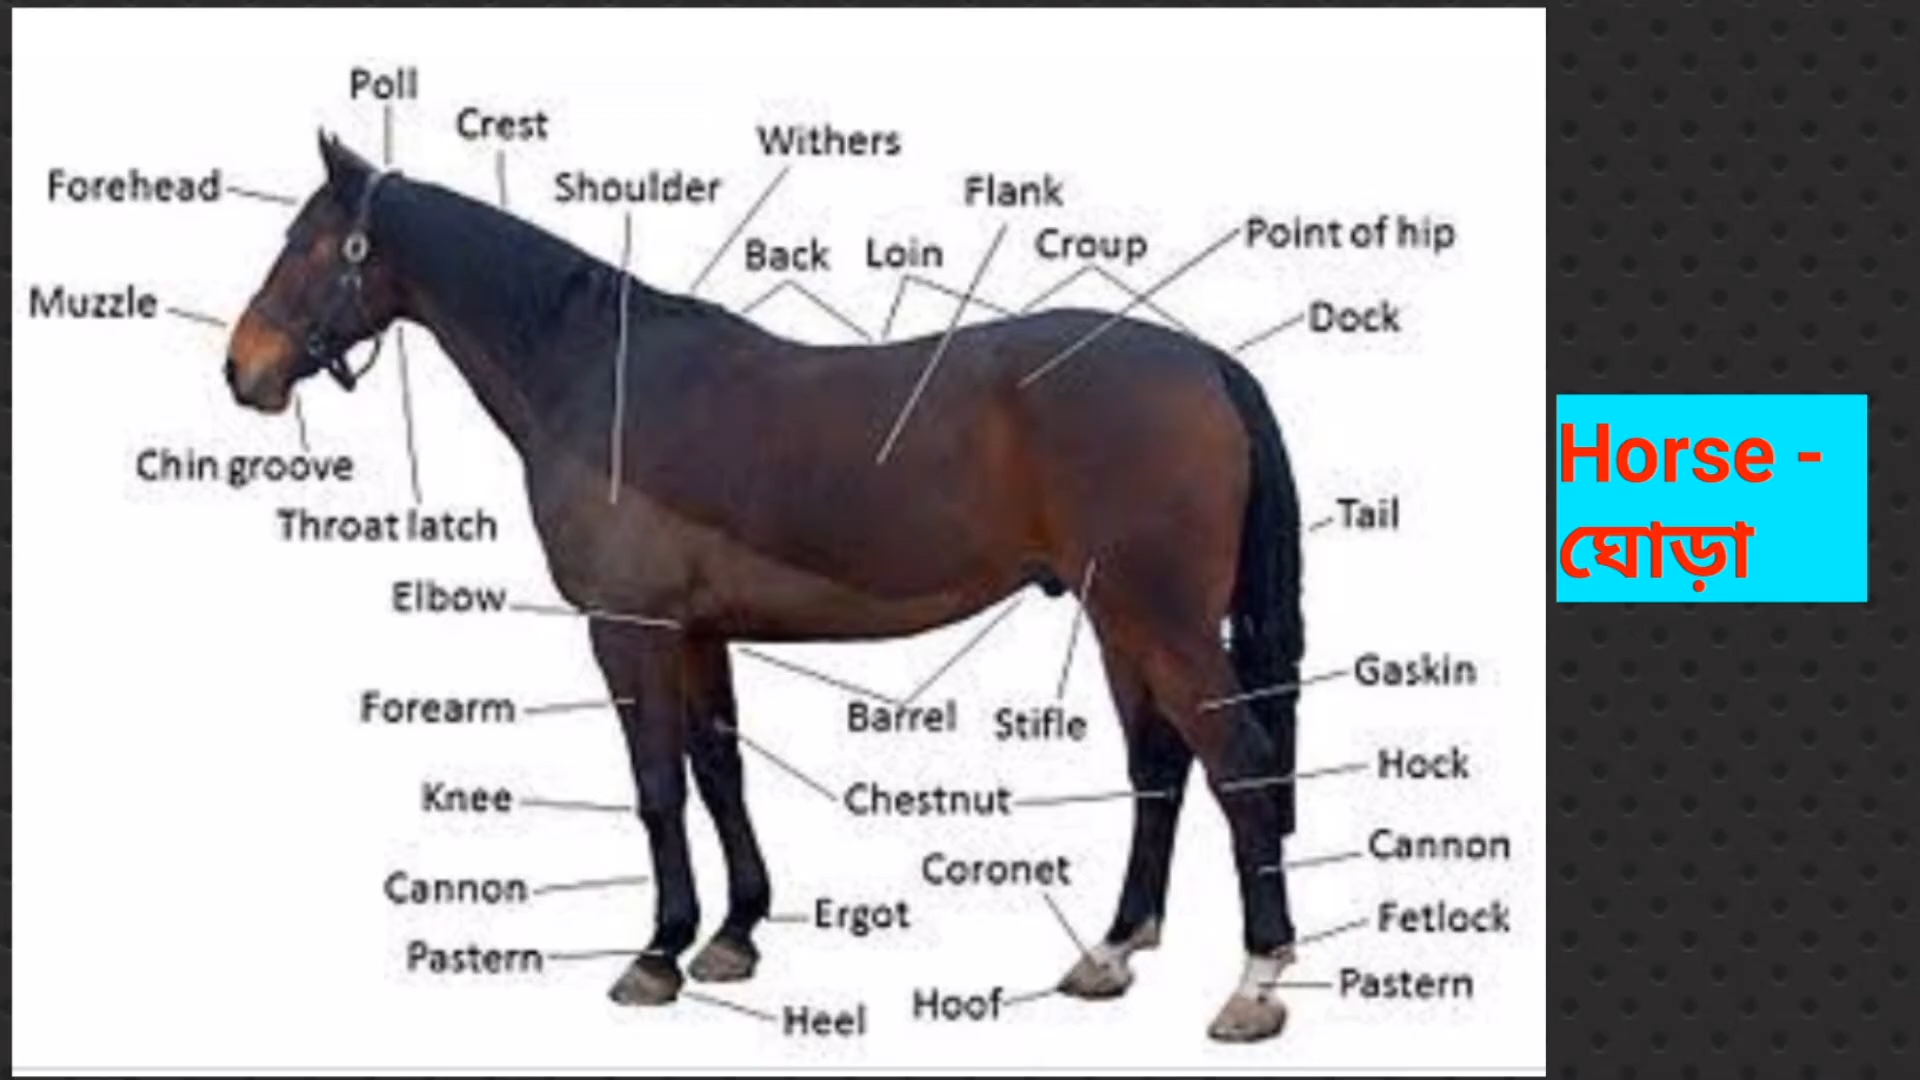 Poll
Crest
Withers
Forehead
Shoulder
Flank
Point of hip
Back
Loin
Croup
Muzzle
Dock
Chin groove
Throat latch
Tail
Elbow
Gaskin
Forearm
Barrel
Stifle
Hock
Knee
Chestnut
Cannon
Coronet
Cannon
Ergot
Fetlock
Pastern
Hoof
Pastern
Heel
Horse -
ঘোড়া